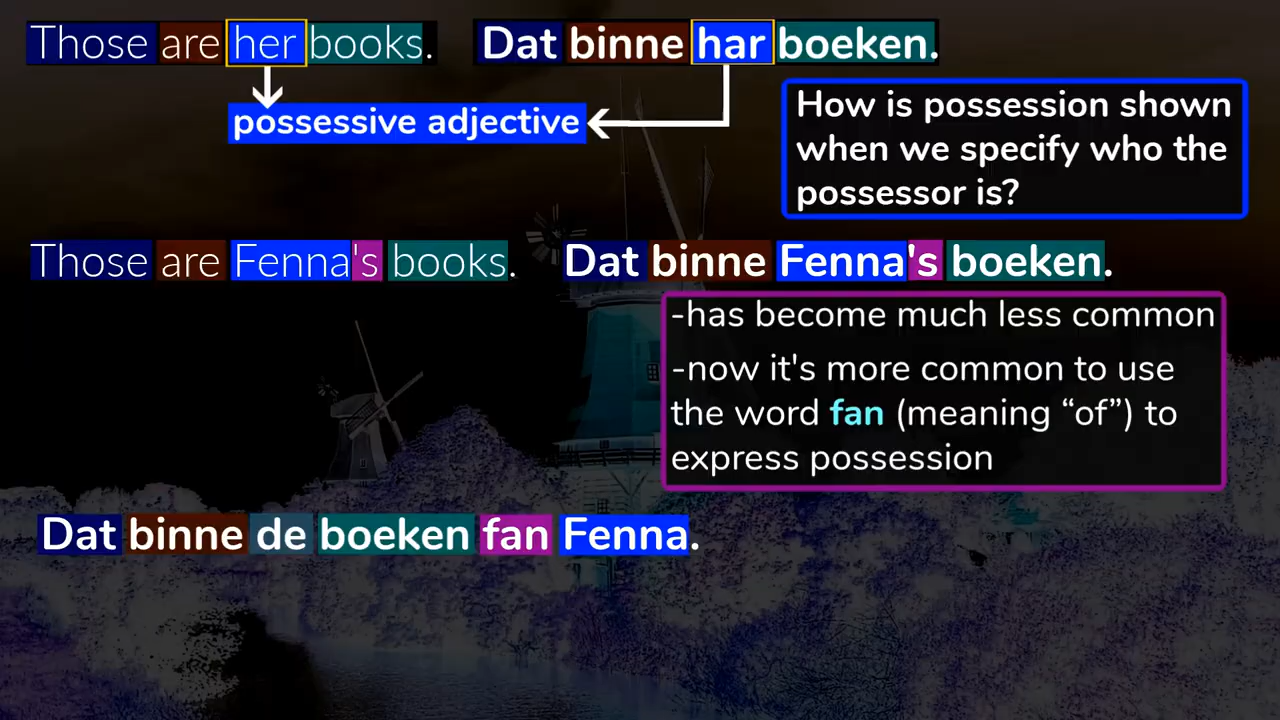 Those are her books. Dat binne har boeken.
possessive adjective
How is possession shown
when we specify who the
possessor is?
Those are Fenna's books. Dat binne Fenna's boeken.
-has become much less common
-now it's more common to use
the word fan (meaning “of”) to
express possession
Dat binne de boeken fan Fenna.